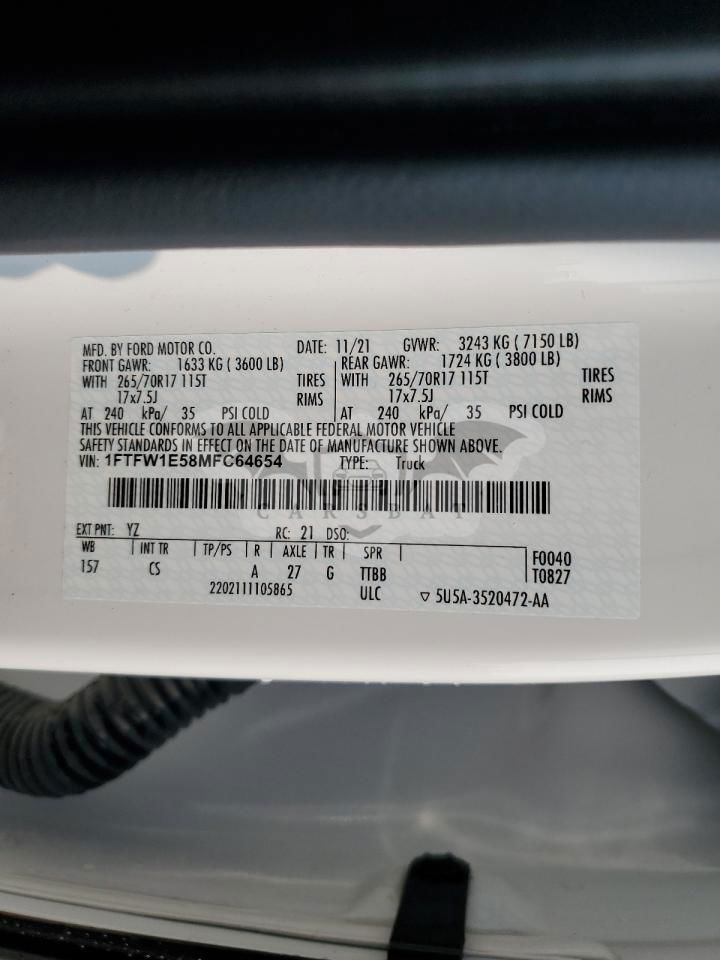 MFD. BY FORD MOTOR CO. DATE: 11/21 GVWR: 3243 KG ( 7150 LB)
FRONT GAWR: 1633 KG ( 3600 LB) REAR GAWR: 1724 KG ( 3800 LB)
WITH 265/70R17 115T TIRES WITH 265/70R17 115T TIRES
17x7.5J RIMS 17x7.5J RIMS
AT 240 kPa/ 35 PSI COLD AT 240 kPa/ 35 PSI COLD
THIS VEHICLE CONFORMS TO ALL APPLICABLE FEDERAL MOTOR VEHICLE
SAFETY STANDARDS IN EFFECT ON THE DATE OF MANUFACTURE SHOWN ABOVE.
VIN: 1FTFW1E58MFC64654 TYPE: Truck
CARSBAT
EXT PNT: YZ RC: 21 DSO:
WB INT TR TP/PS R AXLE TR SPR F0040
157 CS A 27 G TTBB T0827
2202111105865 ULC ▽ 5U5A-3520472-AA